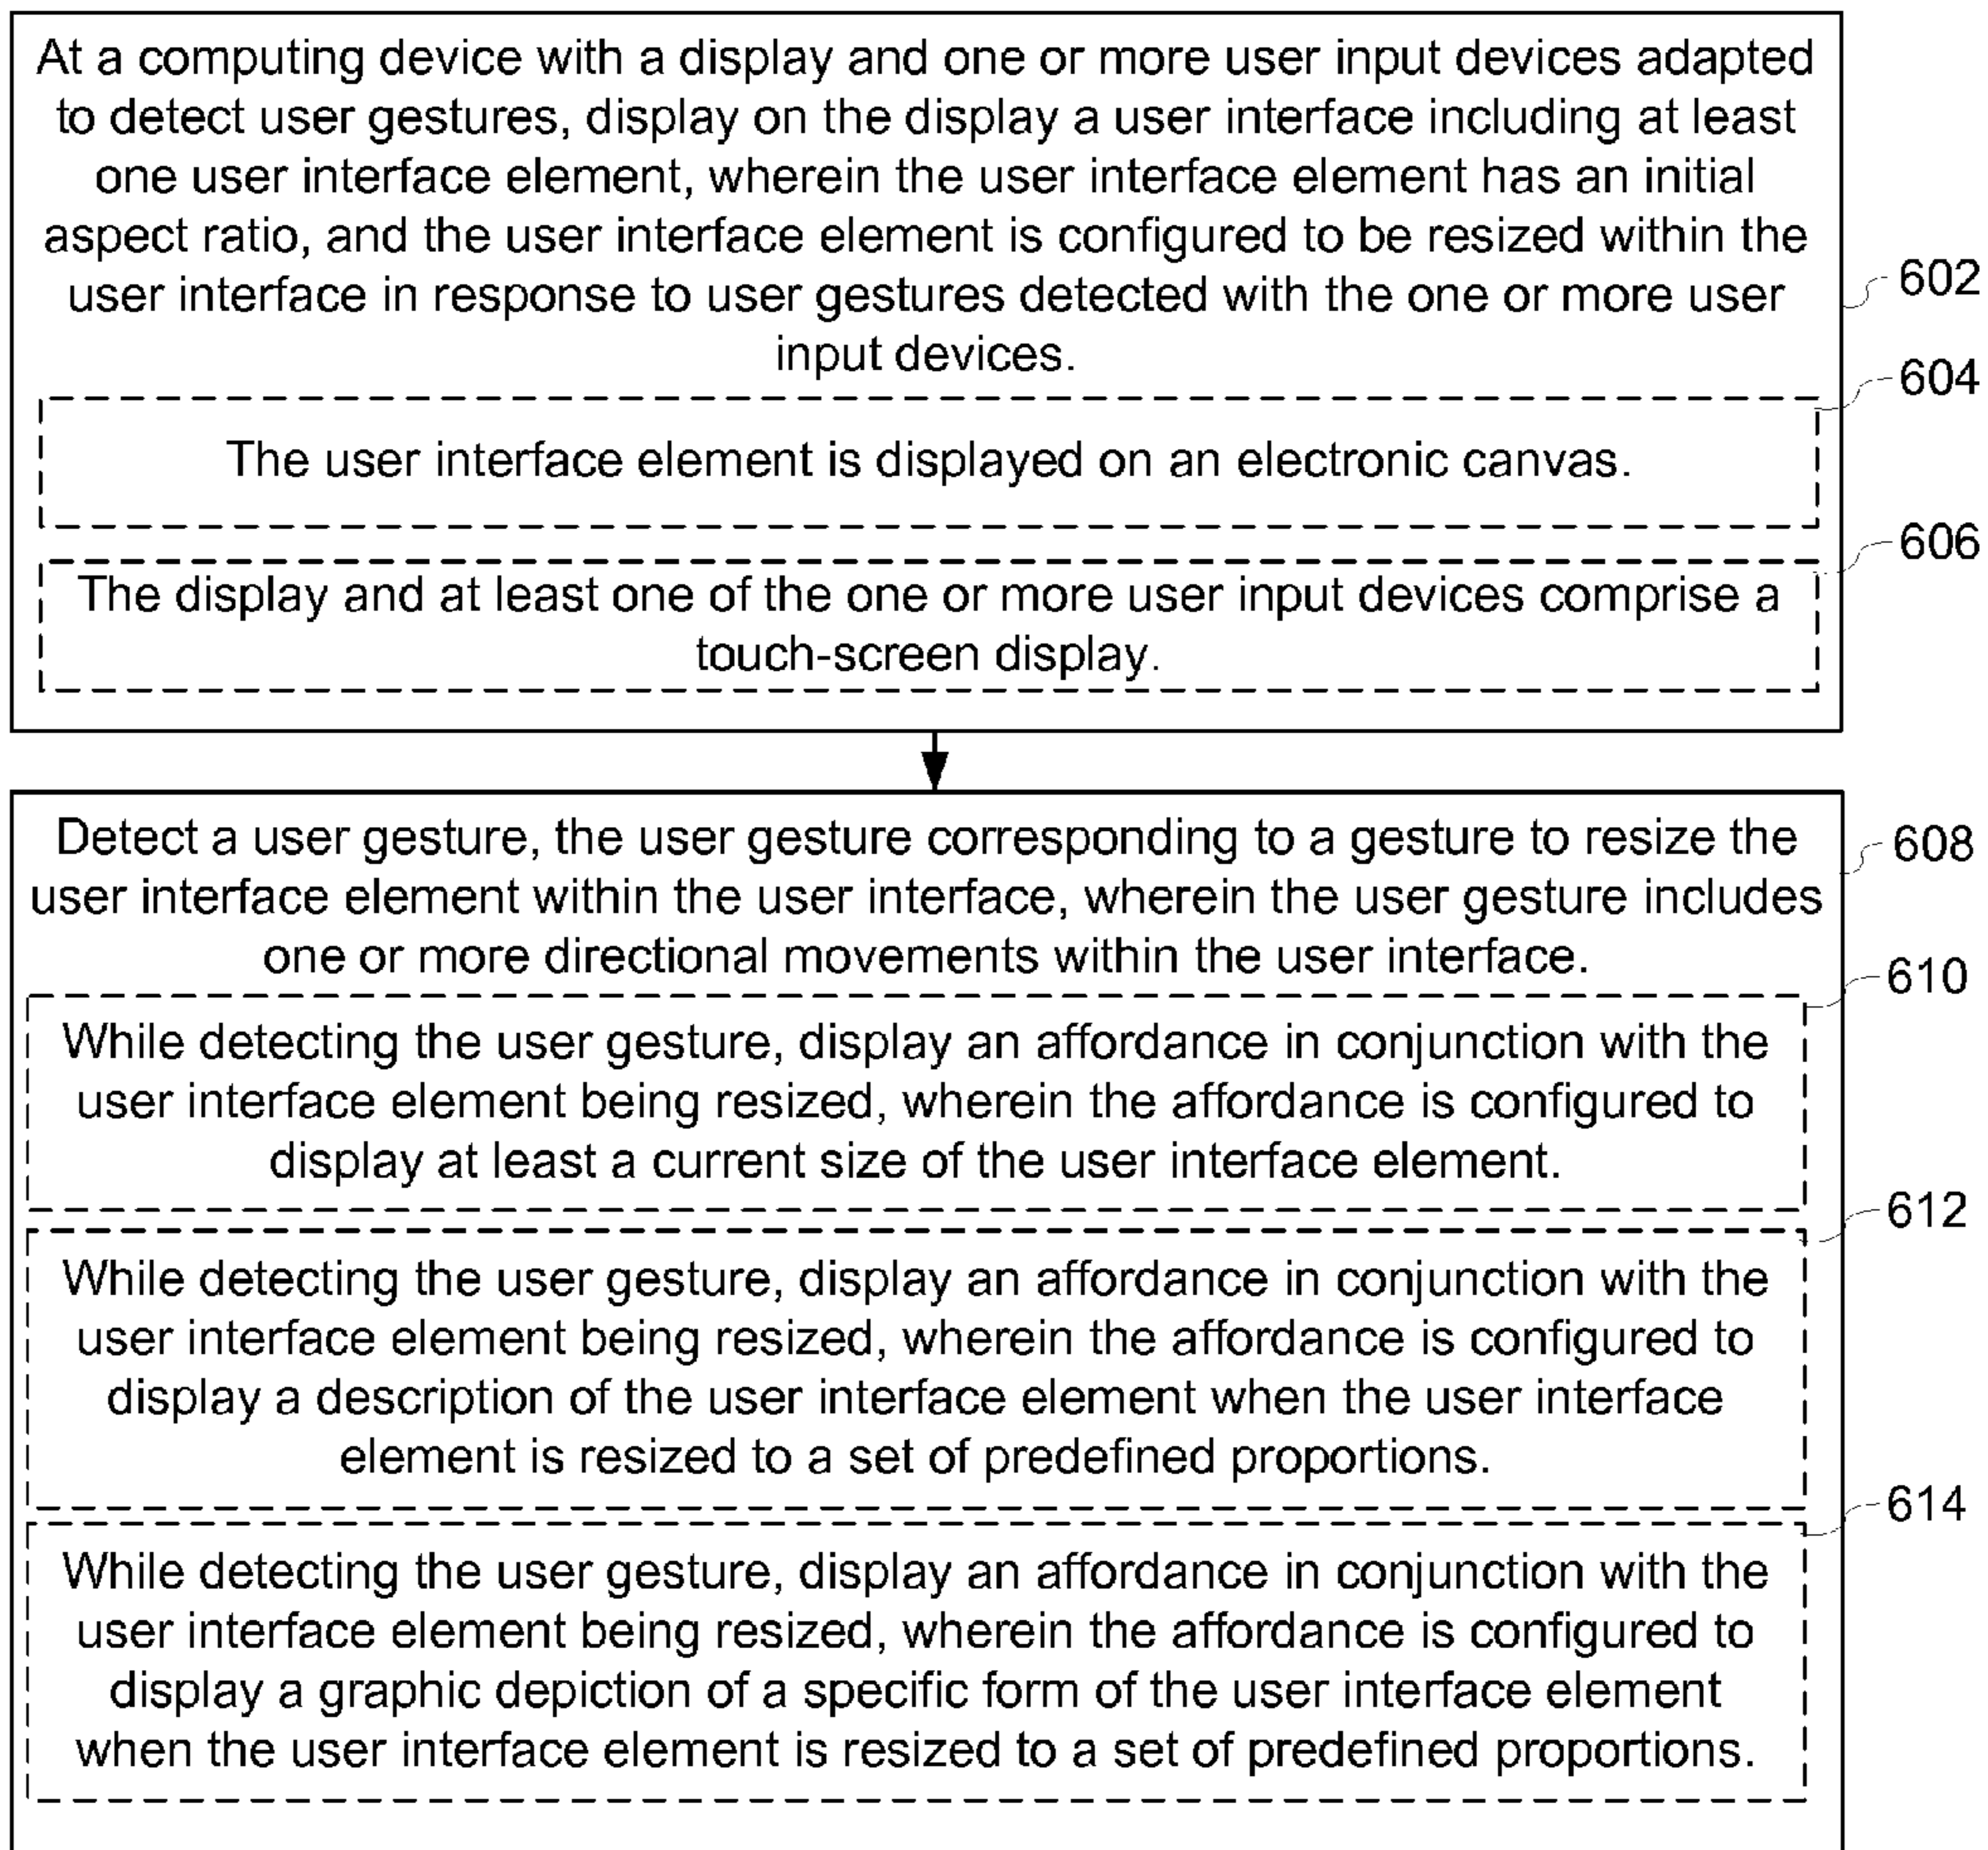 At a computing device with a display and one or more user input devices adapted
to detect user gestures, display on the display a user interface including at least
one user interface element, wherein the user interface element has an initial
aspect ratio, and the user interface element is configured to be resized within the
user interface in response to user gestures detected with the one or more user
input devices.
602
604
The user interface element is displayed on an electronic canvas.
606
The display and at least one of the one or more user input devices comprise a
touch-screen display.
Detect a user gesture, the user gesture corresponding to a gesture to resize the
user interface element within the user interface, wherein the user gesture includes
one or more directional movements within the user interface.
608
610
While detecting the user gesture, display an affordance in conjunction with the
user interface element being resized, wherein the affordance is configured to
display at least a current size of the user interface element.
612
While detecting the user gesture, display an affordance in conjunction with the
user interface element being resized, wherein the affordance is configured to
display a description of the user interface element when the user interface
element is resized to a set of predefined proportions.
614
While detecting the user gesture, display an affordance in conjunction with the
user interface element being resized, wherein the affordance is configured to
display a graphic depiction of a specific form of the user interface element
when the user interface element is resized to a set of predefined proportions.